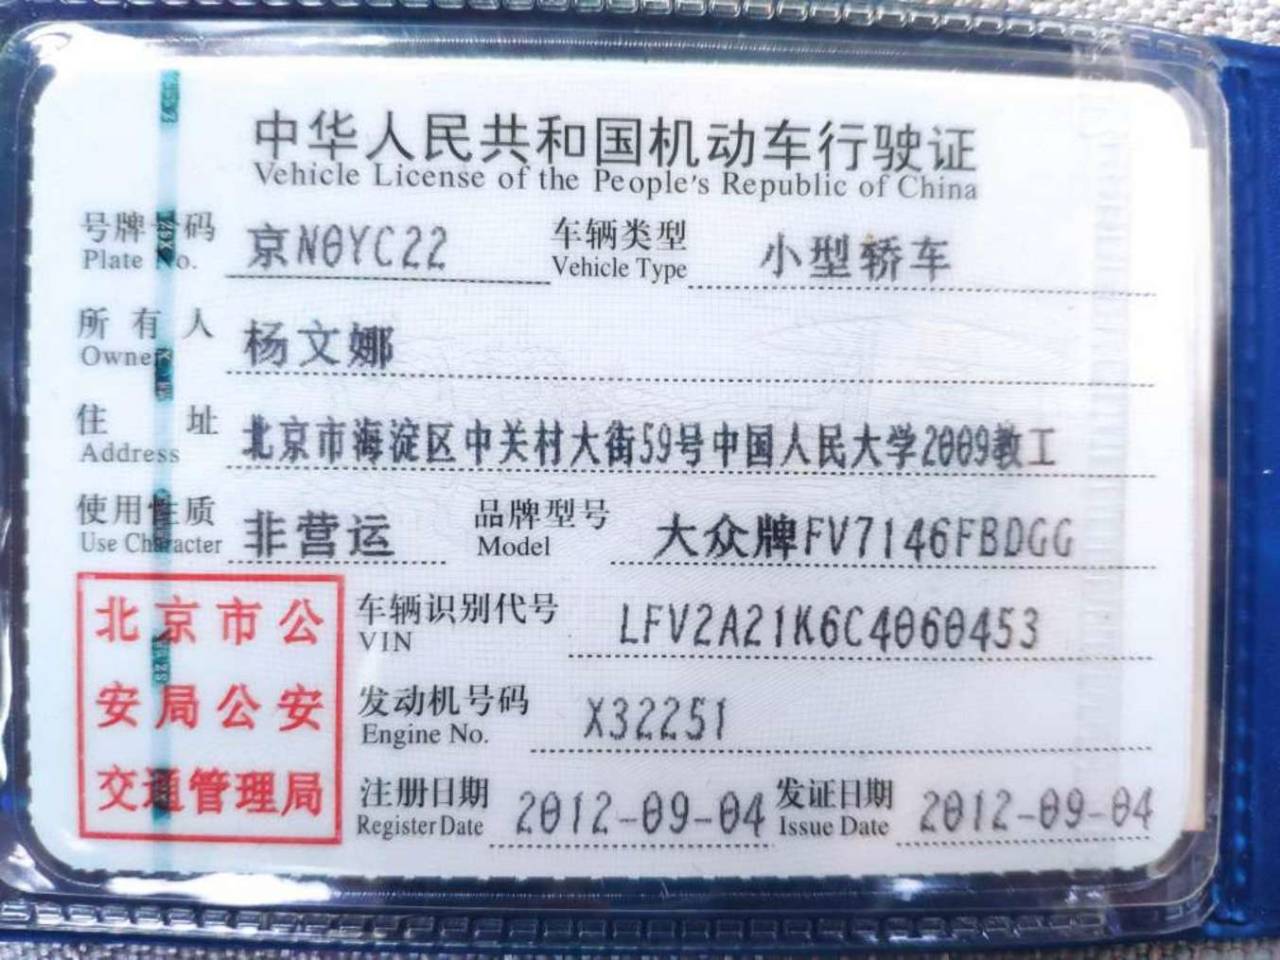 中华人民共和国机动车行驶证
Vehicle License of the People's Republic of China
号牌号码 京N0YC22 车辆类型 小型轿车
Plate No. Vehicle Type
所有人 杨文娜
Owner
住址 北京市海淀区中关村大街59号中国人民大学2009教工
Address
使用性质 非营运 品牌型号 大众牌FV7146FBDGG
Use Character Model
北京市公
安局公安
交通管理局
车辆识别代号 LFV2A21K6C4060453
VIN
发动机号码 X32251
Engine No.
注册日期 2012-09-04 发证日期 2012-09-04
Register Date Issue Date